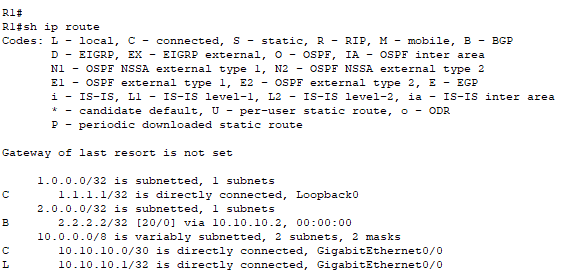 R1#
R1#sh ip route
Codes: L - local, C - connected, S - static, R - RIP, M - mobile, B - BGP
D - EIGRP, EX - EIGRP external, O - OSPF, IA - OSPF inter area
N1 - OSPF NSSA external type 1, N2 - OSPF NSSA external type 2
E1 - OSPF external type 1, E2 - OSPF external type 2, E - EGP
i - IS-IS, L1 - IS-IS level-1, L2 - IS-IS level-2, ia - IS-IS inter area
* - candidate default, U - per-user static route, o - ODR
P - periodic downloaded static route
Gateway of last resort is not set
1.0.0.0/32 is subnetted, 1 subnets
C 1.1.1.1/32 is directly connected, Loopback0
2.0.0.0/32 is subnetted, 1 subnets
B 2.2.2.2/32 [20/0] via 10.10.10.2, 00:00:00
10.0.0.0/8 is variably subnetted, 2 subnets, 2 masks
C 10.10.10.0/30 is directly connected, GigabitEthernet0/0
L 10.10.10.1/32 is directly connected, GigabitEthernet0/0